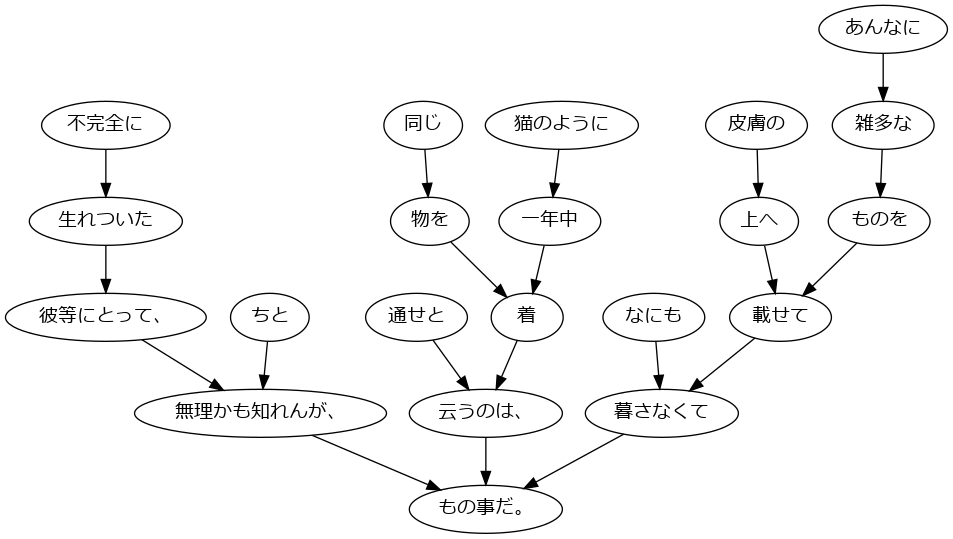 あんなに
不完全に
同じ
猫のように
皮膚の
雑多な
生れついた
物を
一年中
上へ
ものを
彼等にとって、
ちと
通せと
着
なにも
載せて
無理かも知れんが、
云うのは、
暮さなくて
もの事だ。